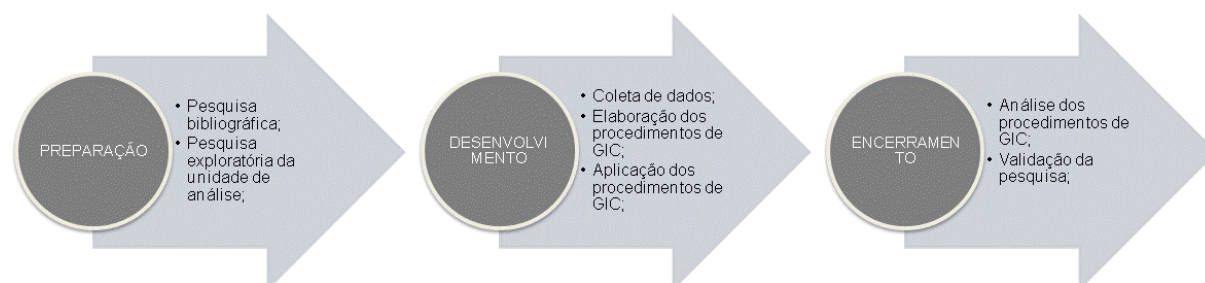 PREPARAÇÃO
• Pesquisa
bibliográfica;
• Pesquisa
exploratória da
unidade de
análise;
DESENVOLVI
MENTO
• Coleta de dados;
• Elaboração dos
procedimentos de
GIC;
• Aplicação dos
procedimentos de
GIC;
ENCERRAMEN
TO
• Análise dos
procedimentos de
GIC;
• Validação da
pesquisa;